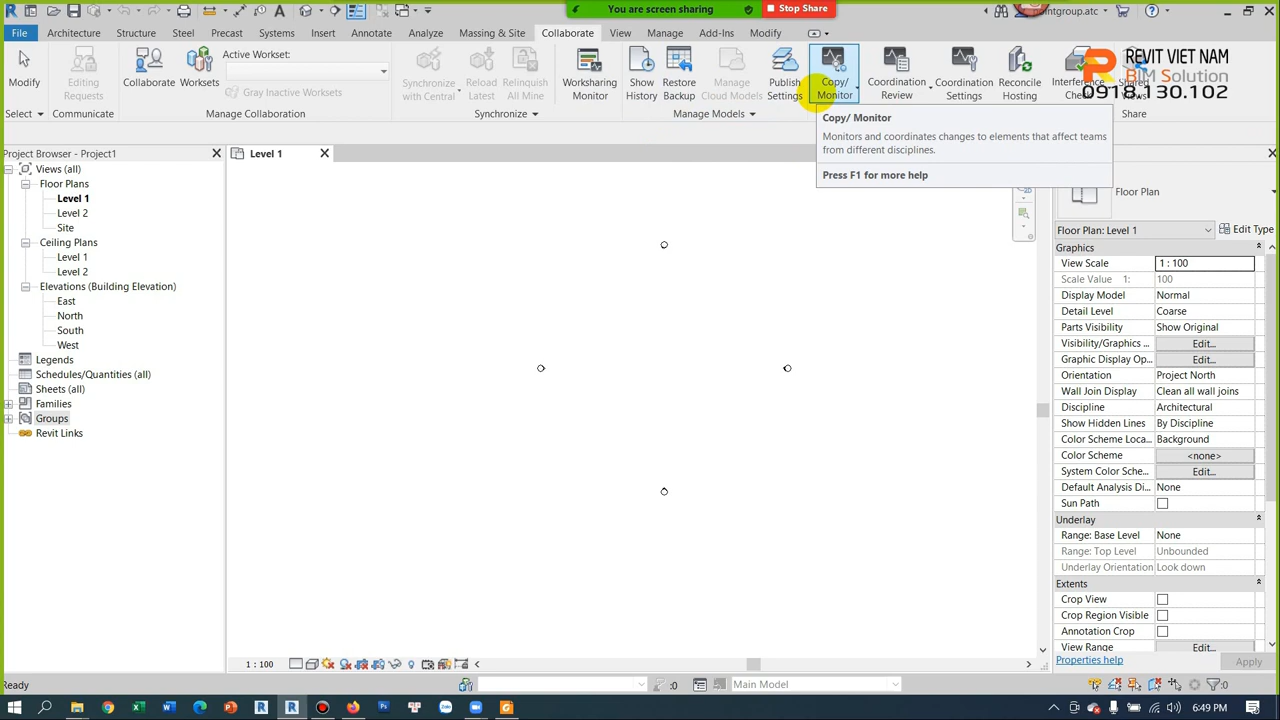 You are screen sharing
Stop Share
File
Architecture
Structure
Steel
Precast
Systems
Insert
Annotate
Analyze
Massing & Site
Collaborate
View
Manage
Add-Ins
Modify
Modify
Editing
Requests
Collaborate
Worksets
Active Workset:
Gray Inactive Worksets
Synchronize
with Central
Reload
Latest
Relinquish
All Mine
Worksharing
Monitor
Show
History
Restore
Backup
Manage
Cloud Models
Publish
Settings
Copy/
Monitor
Coordination
Review
Coordination
Settings
Reconcile
Hosting
Interference
Check
REVIT VIET NAM
BIM Solution
0918.130.102
Select
Communicate
Manage Collaboration
Synchronize
Manage Models
Share
Copy/ Monitor
Monitors and coordinates changes to elements that affect teams
from different disciplines.
Press F1 for more help
Project Browser - Project1
Views (all)
Floor Plans
Level 1
Level 2
Site
Ceiling Plans
Level 1
Level 2
Elevations (Building Elevation)
East
North
South
West
Legends
Schedules/Quantities (all)
Sheets (all)
Families
Groups
Revit Links
Level 1
Floor Plan
Floor Plan: Level 1
Edit Type
Graphics
View Scale 1 : 100
Scale Value 1: 100
Display Model Normal
Detail Level Coarse
Parts Visibility Show Original
Visibility/Graphics ... Edit...
Graphic Display Op... Edit...
Orientation Project North
Wall Join Display Clean all wall joins
Discipline Architectural
Show Hidden Lines By Discipline
Color Scheme Loca... Background
Color Scheme <none>
System Color Sche... Edit...
Default Analysis Di... None
Sun Path
Underlay
Range: Base Level None
Range: Top Level Unbounded
Underlay Orientation Look down
Extents
Crop View
Crop Region Visible
Annotation Crop
View Range Edit...
Properties help
Apply
1 : 100
Ready
:0
Main Model
:0
6:49 PM